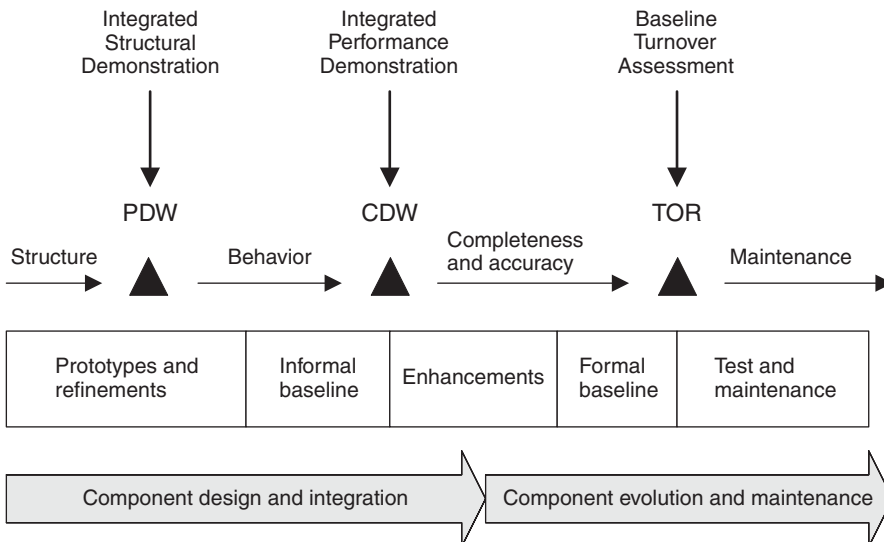 Integrated
Structural
Demonstration
Integrated
Performance
Demonstration
Baseline
Turnover
Assessment
PDW
CDW
TOR
Structure
Behavior
Completeness
and accuracy
Maintenance
Prototypes and
refinements
Informal
baseline
Enhancements
Formal
baseline
Test and
maintenance
Component design and integration
Component evolution and maintenance